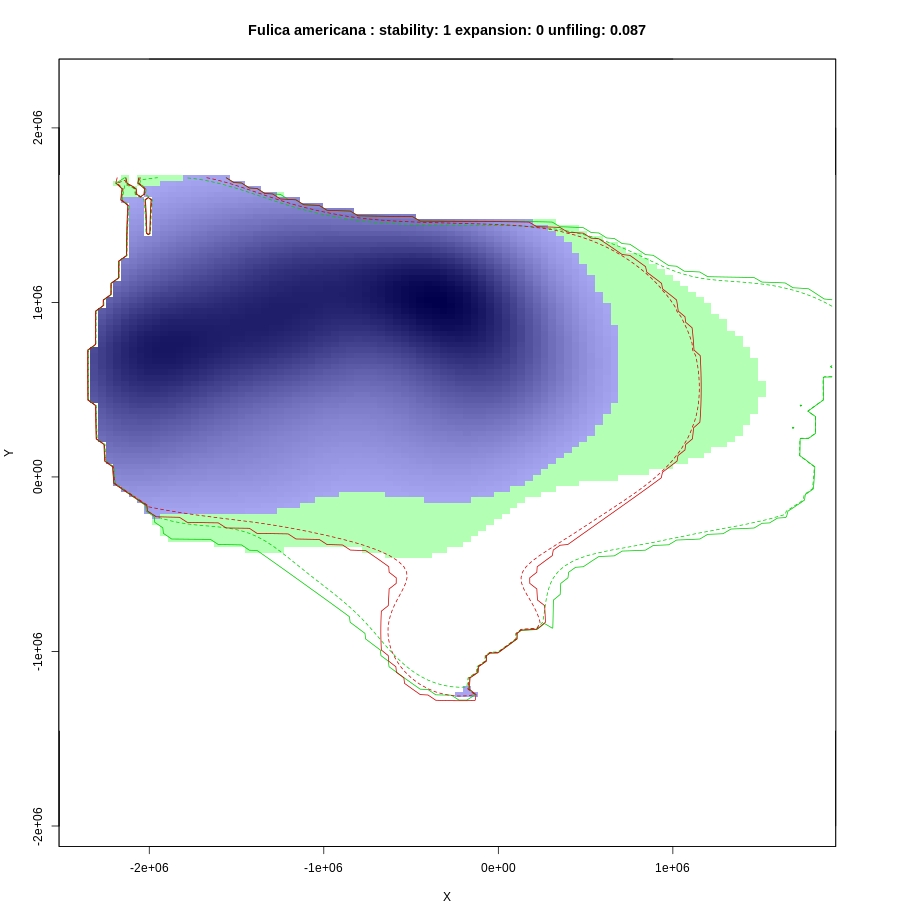 Fulica americana : stability: 1 expansion: 0 unfiling: 0.087
2e+06
1e+06
Y
0e+00
-1e+06
-2e+06
-2e+06 -1e+06 0e+00 1e+06
X